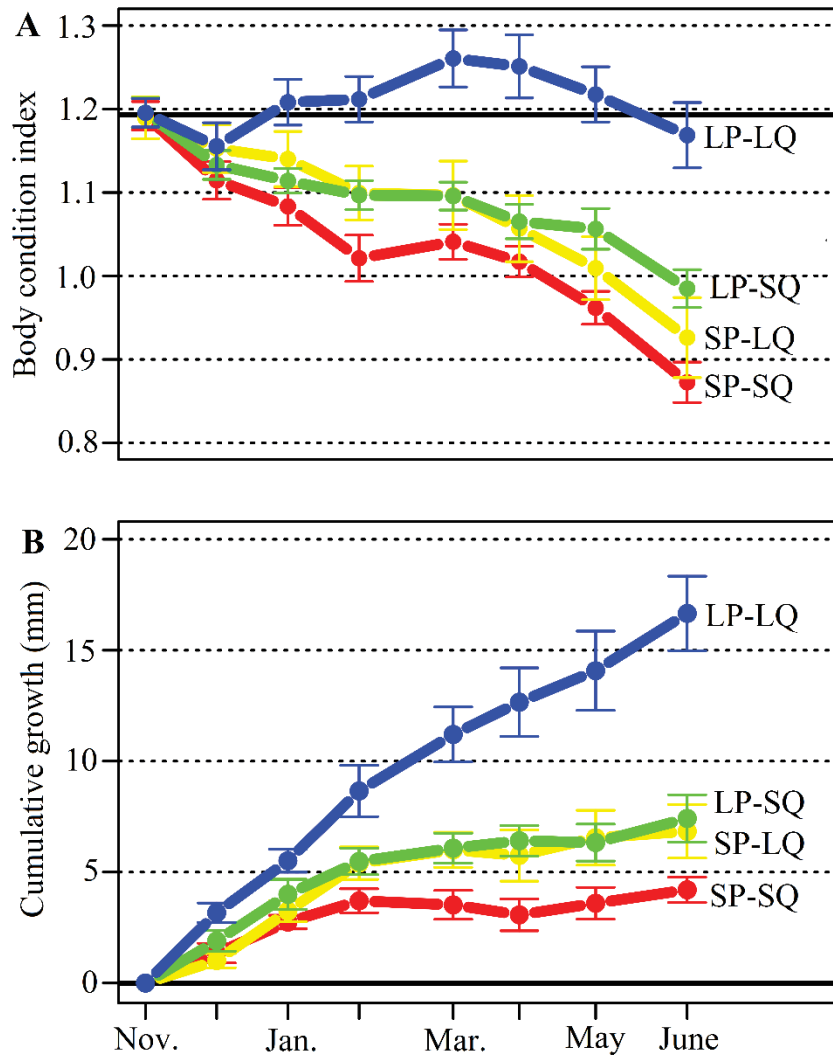 A
1.3
1.2
1.1
1.0
0.9
0.8
Body condition index
LP-LQ
LP-SQ
SP-LQ
SP-SQ
B
20
15
10
5
0
Cumulative growth (mm)
LP-LQ
LP-SQ
SP-LQ
SP-SQ
Nov. Jan. Mar. May June